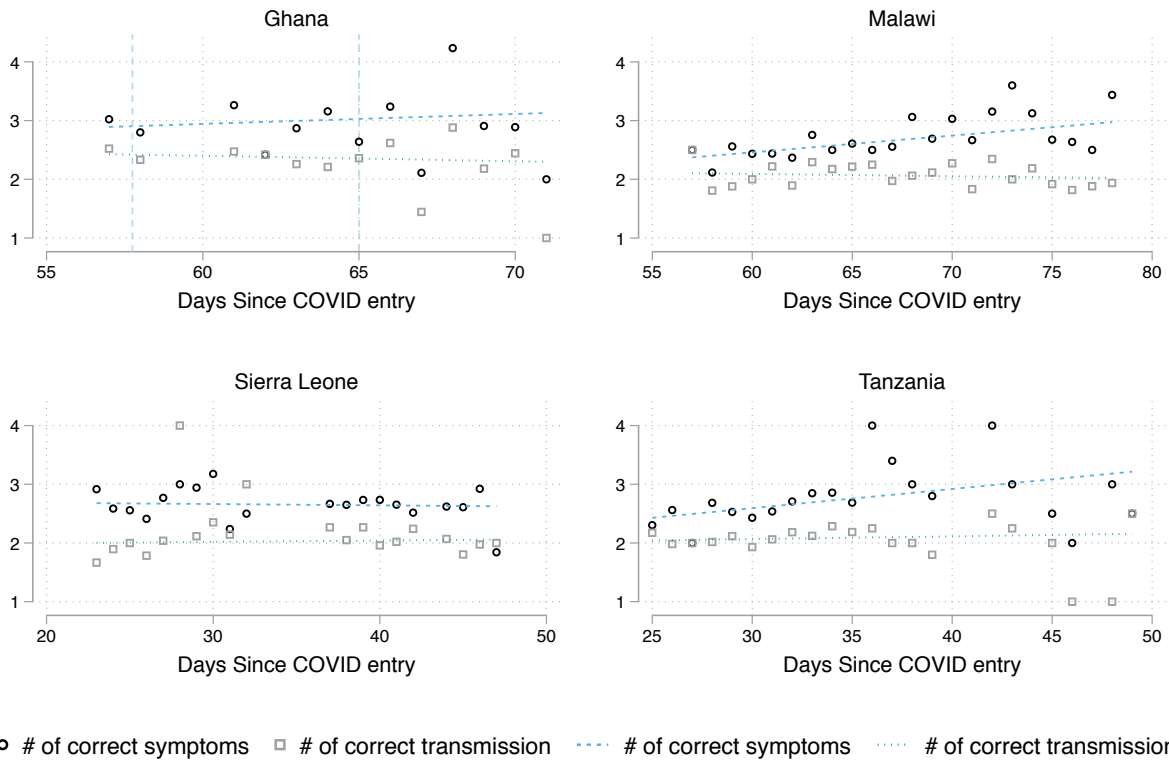 Ghana
4
3
2
1
55 60 65 70
Days Since COVID entry
Malawi
4
3
2
1
55 60 65 70 75 80
Days Since COVID entry
Sierra Leone
4
3
2
1
20 30 40 50
Days Since COVID entry
Tanzania
4
3
2
1
25 30 35 40 45 50
Days Since COVID entry
# of correct symptoms # of correct transmission # of correct symptoms # of correct transmission